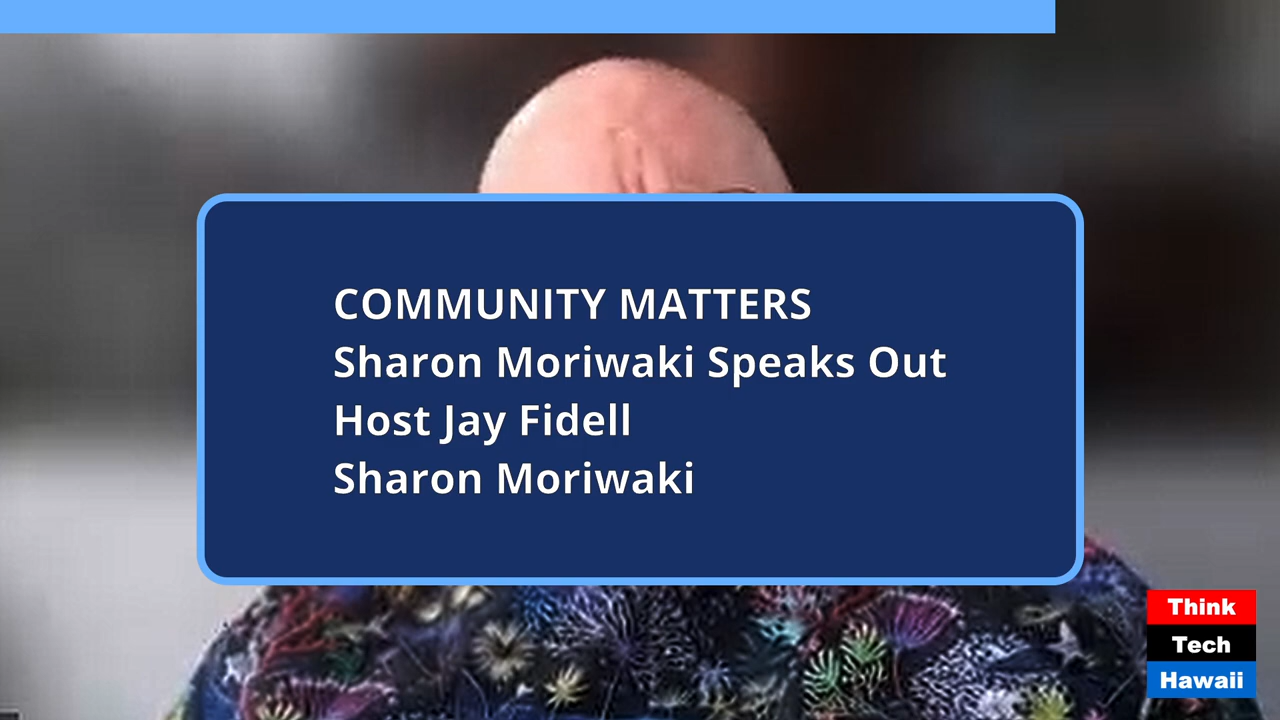 COMMUNITY MATTERS
Sharon Moriwaki Speaks Out
Host Jay Fidell
Sharon Moriwaki
Think
Tech
Hawaii